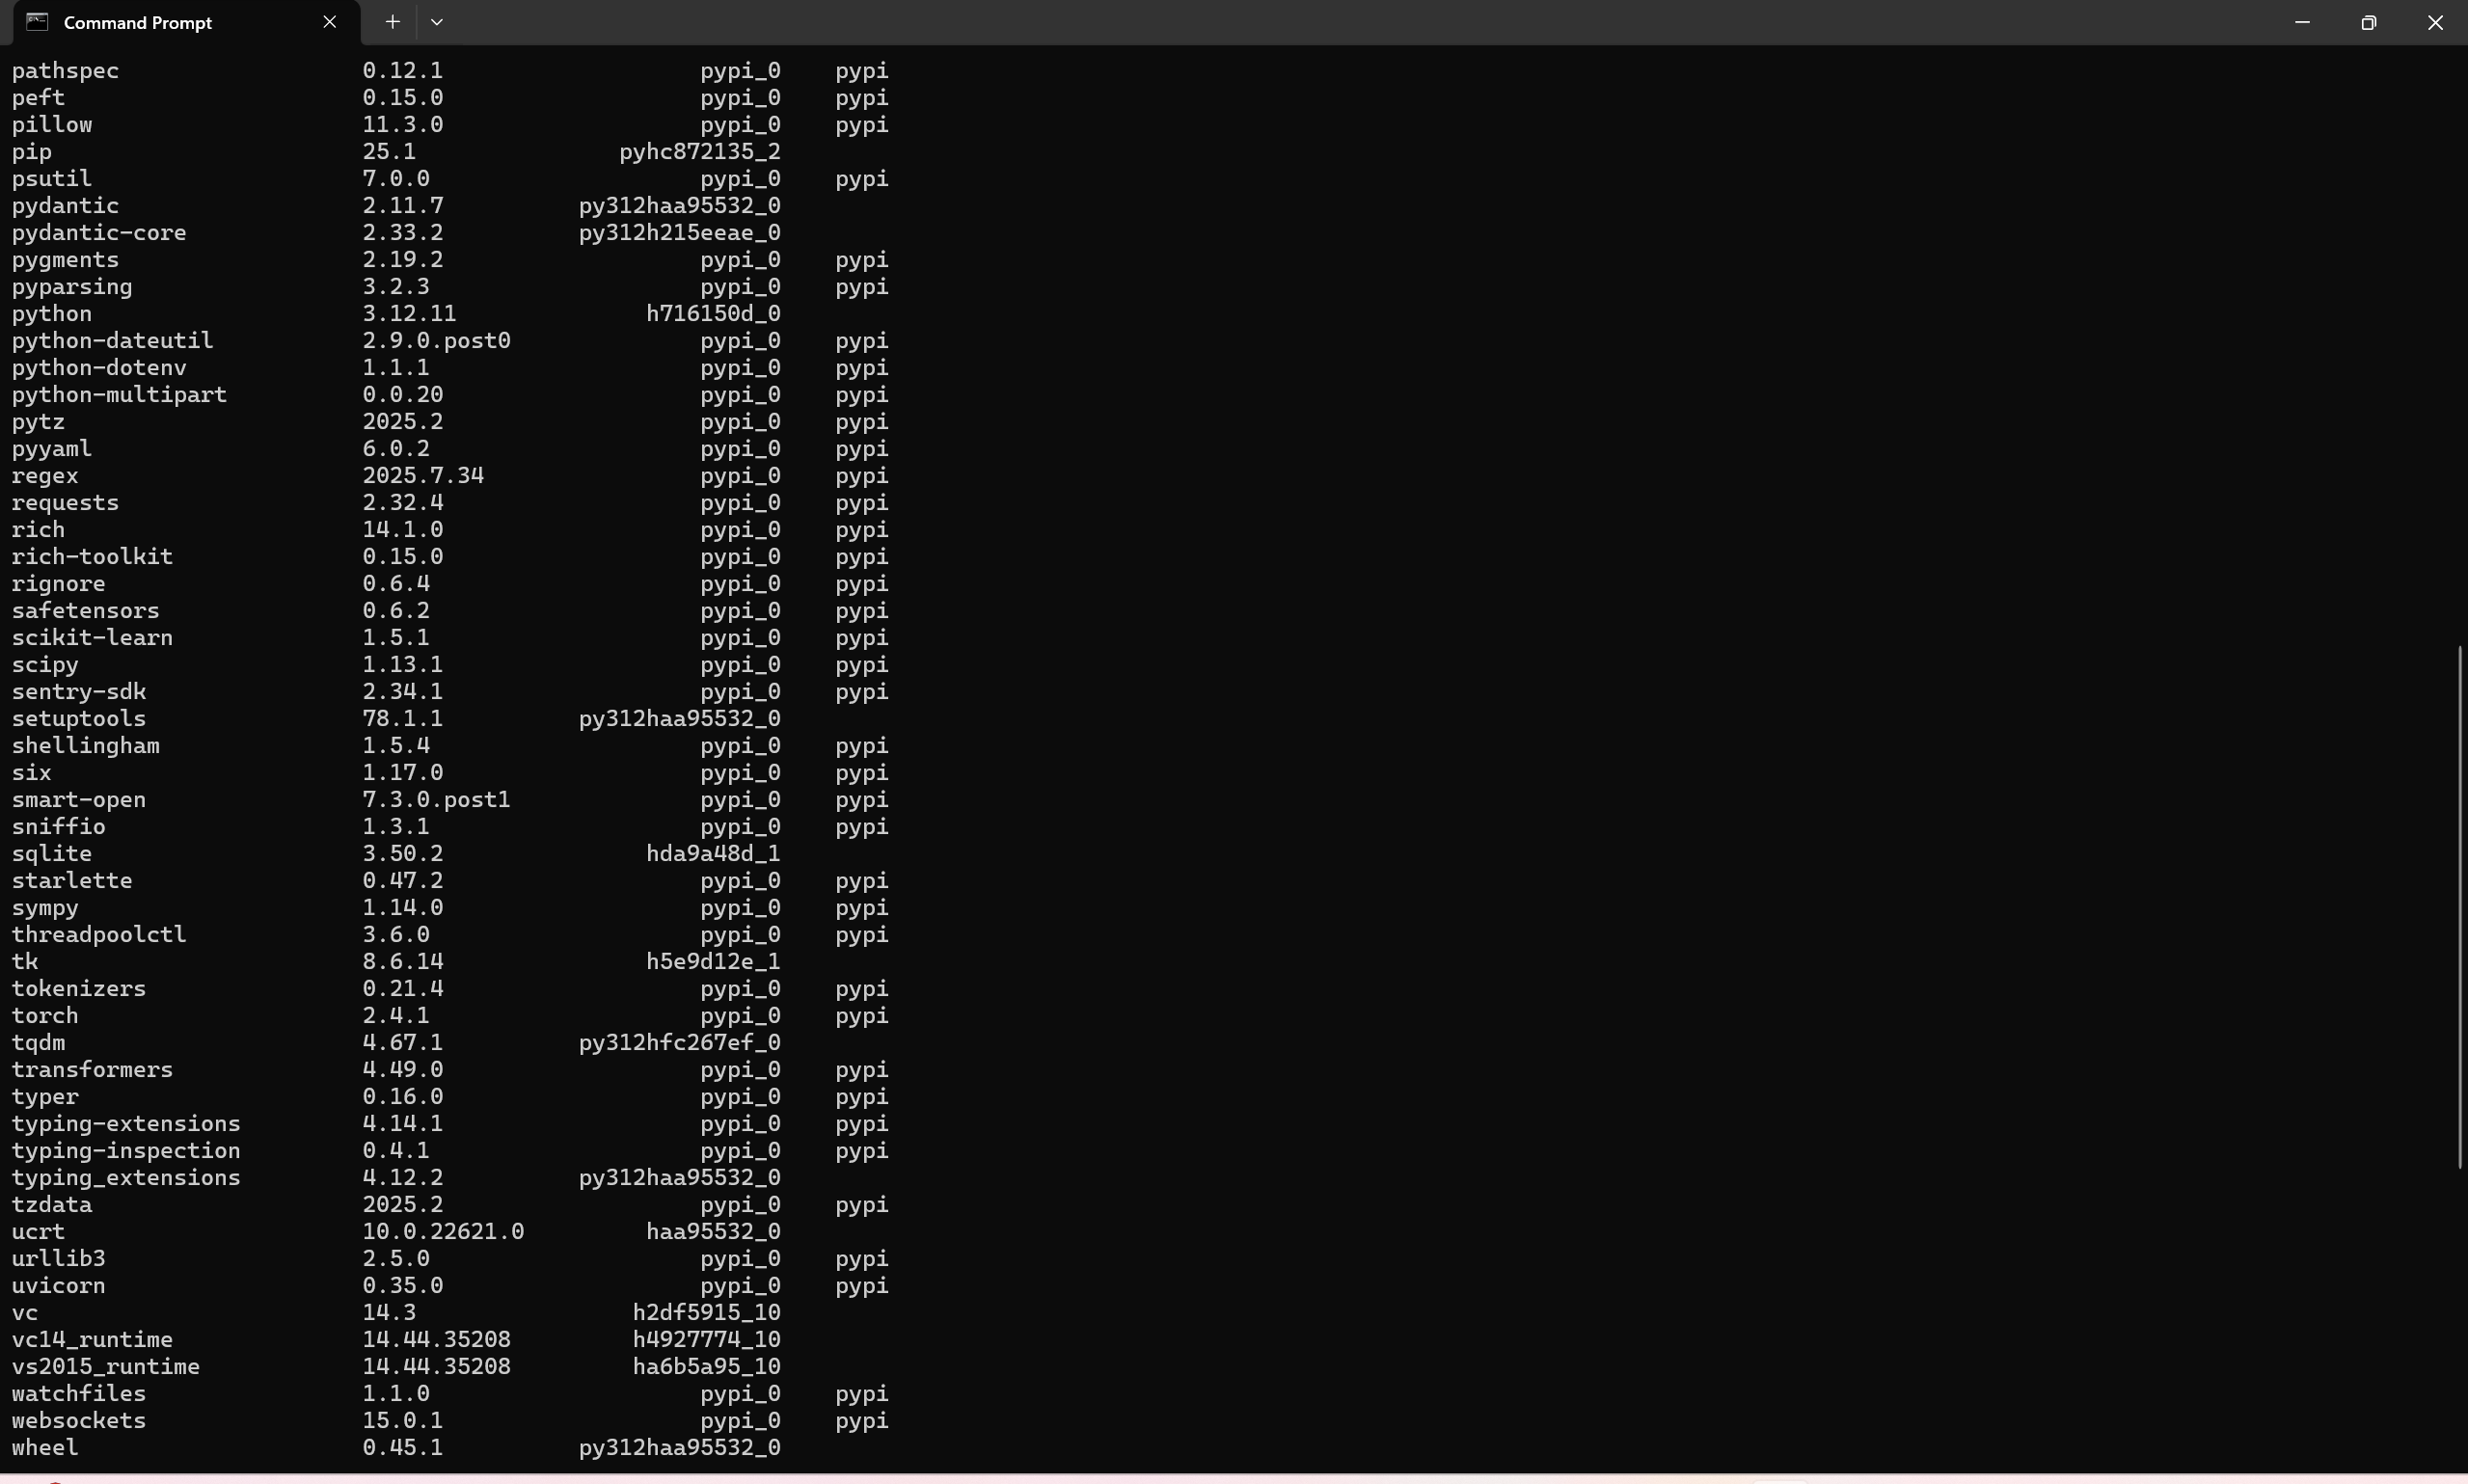 Command Prompt
pathspec 0.12.1 pypi_0 pypi
peft 0.15.0 pypi_0 pypi
pillow 11.3.0 pypi_0 pypi
pip 25.1 pyhc872135_2
psutil 7.0.0 pypi_0 pypi
pydantic 2.11.7 py312haa95532_0
pydantic-core 2.33.2 py312h215eeae_0
pygments 2.19.2 pypi_0 pypi
pyparsing 3.2.3 pypi_0 pypi
python 3.12.11 h716150d_0
python-dateutil 2.9.0.post0 pypi_0 pypi
python-dotenv 1.1.1 pypi_0 pypi
python-multipart 0.0.20 pypi_0 pypi
pytz 2025.2 pypi_0 pypi
pyyaml 6.0.2 pypi_0 pypi
regex 2025.7.34 pypi_0 pypi
requests 2.32.4 pypi_0 pypi
rich 14.1.0 pypi_0 pypi
rich-toolkit 0.15.0 pypi_0 pypi
rignore 0.6.4 pypi_0 pypi
safetensors 0.6.2 pypi_0 pypi
scikit-learn 1.5.1 pypi_0 pypi
scipy 1.13.1 pypi_0 pypi
sentry-sdk 2.34.1 pypi_0 pypi
setuptools 78.1.1 py312haa95532_0
shellingham 1.5.4 pypi_0 pypi
six 1.17.0 pypi_0 pypi
smart-open 7.3.0.post1 pypi_0 pypi
sniffio 1.3.1 pypi_0 pypi
sqlite 3.50.2 hda9a48d_1
starlette 0.47.2 pypi_0 pypi
sympy 1.14.0 pypi_0 pypi
threadpoolctl 3.6.0 pypi_0 pypi
tk 8.6.14 h5e9d12e_1
tokenizers 0.21.4 pypi_0 pypi
torch 2.4.1 pypi_0 pypi
tqdm 4.67.1 py312hfc267ef_0
transformers 4.49.0 pypi_0 pypi
typer 0.16.0 pypi_0 pypi
typing-extensions 4.14.1 pypi_0 pypi
typing-inspection 0.4.1 pypi_0 pypi
typing_extensions 4.12.2 py312haa95532_0
tzdata 2025.2 pypi_0 pypi
ucrt 10.0.22621.0 haa95532_0
urllib3 2.5.0 pypi_0 pypi
uvicorn 0.35.0 pypi_0 pypi
vc 14.3 h2df5915_10
vc14_runtime 14.44.35208 h4927774_10
vs2015_runtime 14.44.35208 ha6b5a95_10
watchfiles 1.1.0 pypi_0 pypi
websockets 15.0.1 pypi_0 pypi
wheel 0.45.1 py312haa95532_0